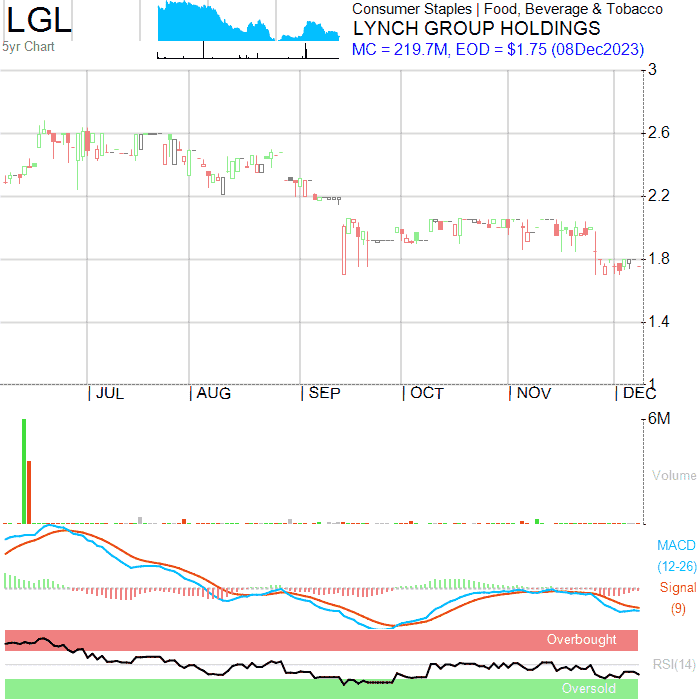 LGL
5yr Chart
Consumer Staples | Food, Beverage & Tobacco
LYNCH GROUP HOLDINGS
MC = 219.7M, EOD = $1.75 (08Dec2023)
3
2.6
2.2
1.8
1.4
1
| JUL | AUG | SEP | OCT | NOV | DEC
6M
Volume
MACD
(12-26)
Signal
(9)
Overbought
RSI(14)
Oversold